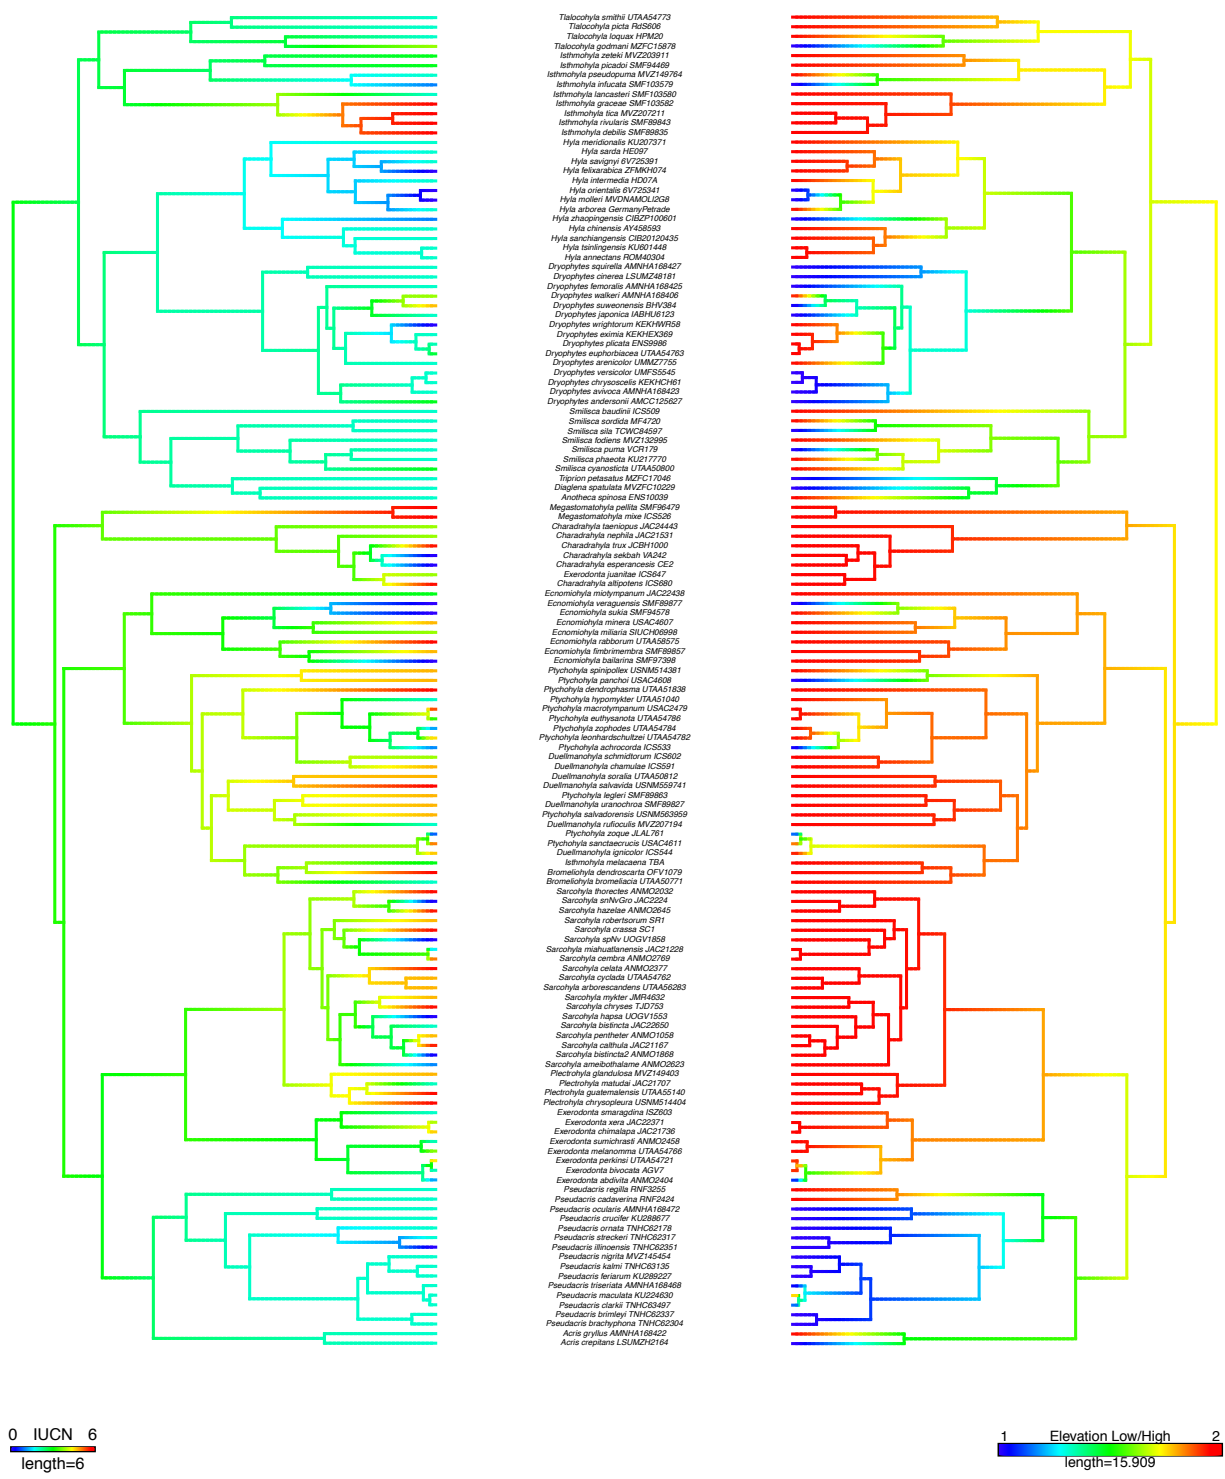 Tlalocohyla smithii UTAA54773
Tlalocohyla picta RdS606
Tlalocohyla loquax HPM20
Tlalocohyla godmani MZFC15878
Isthmohyla zeteki MVZ203911
Isthmohyla picadoi SMF94469
Isthmohyla pseudopuma MVZ149764
Isthmohyla infucata SMF103579
Isthmohyla lancasteri SMF103580
Isthmohyla graceae SMF103582
Isthmohyla tica MVZ207211
Isthmohyla rivularis SMF89843
Isthmohyla debilis SMF89835
Hyla meridionalis KU207371
Hyla sarda HE097
Hyla savignyi 6V725391
Hyla felixarabica ZFMKH074
Hyla intermedia HD07A
Hyla orientalis 6V725341
Hyla molleri MVDNAMOLI2G8
Hyla arborea GermanyPetrade
Hyla zhaopingensis CIBZP100601
Hyla chinensis AY458593
Hyla sanchiangensis CIB20120435
Hyla tsinlingensis KU601448
Hyla annectans ROM40304
Dryophytes squirella AMNHA168427
Dryophytes cinerea LSUMZ48181
Dryophytes femoralis AMNHA168425
Dryophytes walkeri AMNHA168406
Dryophytes suweonensis BHV384
Dryophytes japonica IABHU6123
Dryophytes wrightorum KEKHWR58
Dryophytes eximia KEKHEX369
Dryophytes plicata ENS9986
Dryophytes euphorbiacea UTAA54763
Dryophytes arenicolor UMMZ7755
Dryophytes versicolor UMFS5545
Dryophytes chrysoscelis KEKHCH61
Dryophytes avivoca AMNHA168423
Dryophytes andersonii AMCC125627
Smilisca baudinii ICS509
Smilisca sordida MF4720
Smilisca sila TCWC84597
Smilisca fodiens MVZ132995
Smilisca puma VCR179
Smilisca phaeota KU217770
Smilisca cyanosticta UTAA50800
Triprion petasatus MZFC17046
Diaglena spatulata MVZFC10229
Anotheca spinosa ENS10039
Megastomatohyla pellita SMF96479
Megastomatohyla mixe ICS526
Charadrahyla taeniopus JAC24443
Charadrahyla nephila JAC21531
Charadrahyla trux JCBH1000
Charadrahyla sekbah VA242
Charadrahyla esperancensis CE2
Exerodonta juanitae ICS647
Charadrahyla altipotens ICS680
Ecnomiohyla miotympanum JAC22438
Ecnomiohyla veraguensis SMF89877
Ecnomiohyla sukia SMF94578
Ecnomiohyla minera USAC4607
Ecnomiohyla miliaria SIUCH06998
Ecnomiohyla rabborum UTAA58575
Ecnomiohyla fimbrimembra SMF89857
Ecnomiohyla bailarina SMF97398
Ptychohyla spinipollex USNM514381
Ptychohyla panchoi USAC4608
Ptychohyla dendrophasma UTAA51838
Ptychohyla hypomykter UTAA51040
Ptychohyla macrotympanum USAC2479
Ptychohyla euthysanota UTAA54786
Ptychohyla zophodes UTAA54784
Ptychohyla leonhardschultzei UTAA54782
Ptychohyla achrocorda ICS533
Duellmanohyla schmidtorum ICS602
Duellmanohyla chamulae ICS591
Duellmanohyla soralia UTAA50812
Duellmanohyla salvavida USNM559741
Ptychohyla legleri SMF89863
Duellmanohyla uranochroa SMF89827
Ptychohyla salvadorensis USNM563959
Duellmanohyla rufioculis MVZ207194
Ptychohyla zoque JLAL761
Ptychohyla sanctaecrucis USAC4611
Duellmanohyla ignicolor ICS544
Isthmohyla melacaena TBA
Bromeliohyla dendroscarta OFV1079
Bromeliohyla bromeliacia UTAA50771
Sarcohyla thorectes ANMO2032
Sarcohyla snNvGro JAC2224
Sarcohyla hazelae ANMO2645
Sarcohyla robertsorum SR1
Sarcohyla crassa SC1
Sarcohyla spNv UOGV1858
Sarcohyla miahuatlanensis JAC21228
Sarcohyla cembra ANMO2769
Sarcohyla celata ANMO2377
Sarcohyla cyclada UTAA54762
Sarcohyla arborescandens UTAA56283
Sarcohyla mykter JMR4632
Sarcohyla chryses TJD753
Sarcohyla hapsa UOGV1553
Sarcohyla bistincta JAC22650
Sarcohyla pentheter ANMO1058
Sarcohyla calthula JAC21167
Sarcohyla bistincta2 ANMO1868
Sarcohyla ameibothalame ANMO2623
Plectrohyla glandulosa MVZ149403
Plectrohyla matudai JAC21707
Plectrohyla guatemalensis UTAA55140
Plectrohyla chrysopleura USNM514404
Exerodonta smaragdina ISZ603
Exerodonta xera JAC22371
Exerodonta chimalapa JAC21736
Exerodonta sumichrasti ANMO2458
Exerodonta melanomma UTAA54766
Exerodonta perkinsi UTAA54721
Exerodonta bivocata AGV7
Exerodonta abdivita ANMO2404
Pseudacris regilla RNF3255
Pseudacris cadaverina RNF2424
Pseudacris ocularis AMNHA168472
Pseudacris crucifer KU288677
Pseudacris ornata TNHC62178
Pseudacris streckeri TNHC62317
Pseudacris illinoensis TNHC62351
Pseudacris nigrita MVZ145454
Pseudacris kalmi TNHC63135
Pseudacris feriarum KU289227
Pseudacris triseriata AMNHA168468
Pseudacris maculata KU224630
Pseudacris clarkii TNHC63497
Pseudacris brimleyi TNHC62337
Pseudacris brachyphona TNHC62304
Acris gryllus AMNHA168422
Acris crepitans LSUMZH2164
0 IUCN 6
length=6
1 Elevation Low/High 2
length=15.909